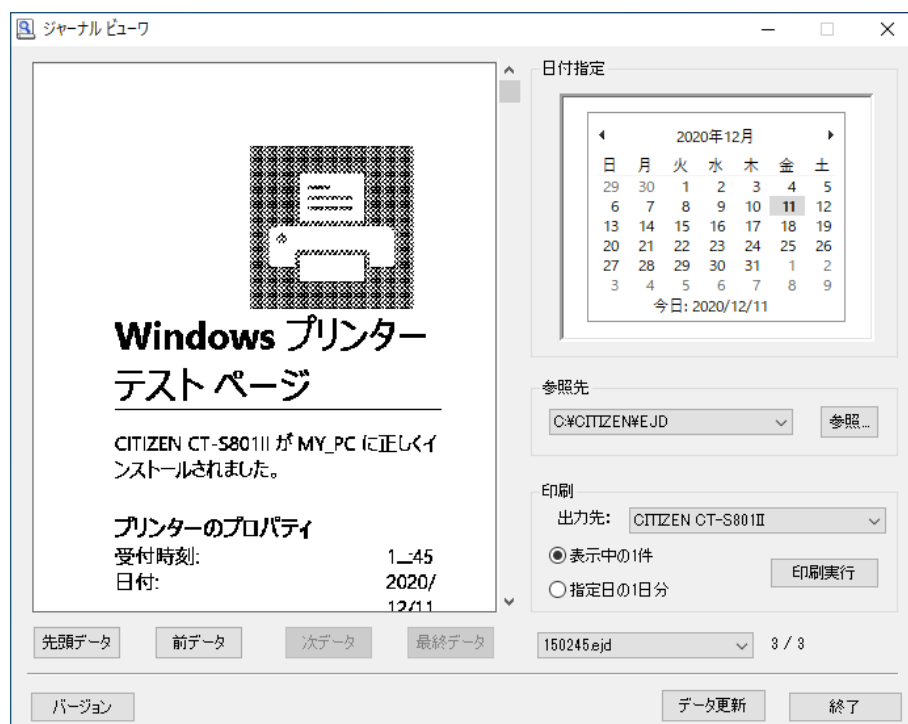 ジャーナル ビューワ
Windows プリンター
テスト ページ
CITIZEN CT-S801II が MY_PC に正しくイ
ンストールされました。
プリンターのプロパティ
受付時刻: 1_:45
日付: 2020/
12/11
先頭データ 前データ 次データ 最終データ
日付指定
2020年12月
日 月 火 水 木 金 土
29 30 1 2 3 4 5
6 7 8 9 10 11 12
13 14 15 16 17 18 19
20 21 22 23 24 25 26
27 28 29 30 31 1 2
3 4 5 6 7 8 9
今日: 2020/12/11
参照先
C:¥CITIZEN¥EJD 参照...
印刷
出力先: CITIZEN CT-S801Ⅱ
表示中の1件
指定日の1日分
印刷実行
150245.ejd 3 / 3
バージョン データ更新 終了